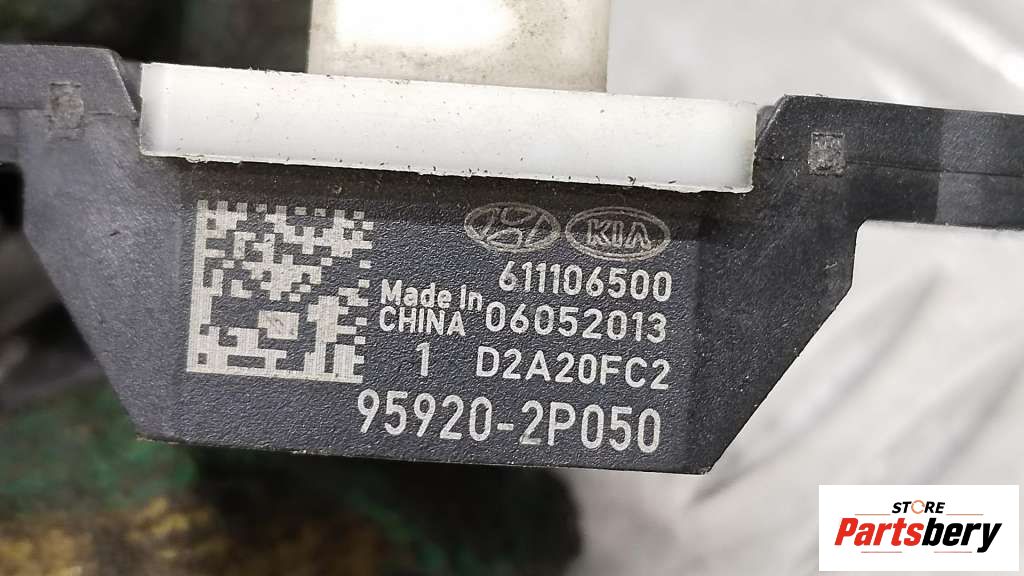 KIA
611106500
Made In
CHINA
06052013
1 D2A20FC2
95920-2P050
STORE
Partsbery